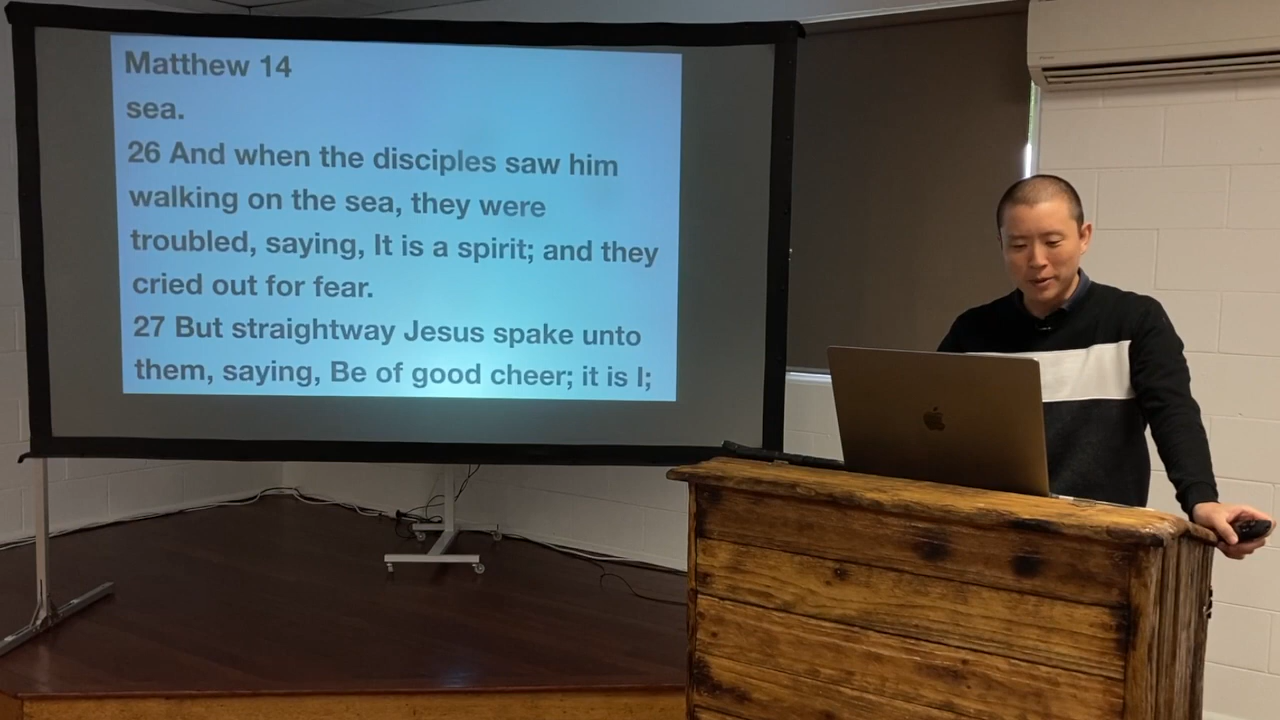 Matthew 14
sea.
26 And when the disciples saw him
walking on the sea, they were
troubled, saying, It is a spirit; and they
cried out for fear.
27 But straightway Jesus spake unto
them, saying, Be of good cheer; it is I;